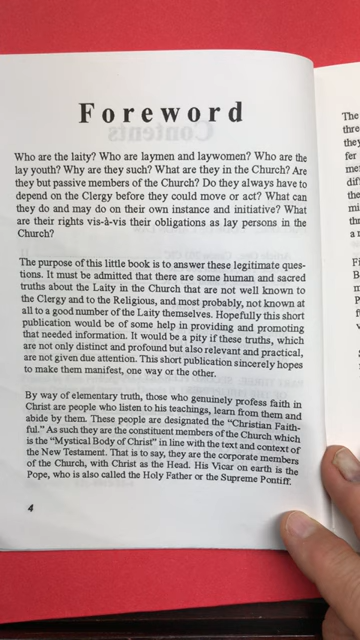 Foreword
Who are the laity? Who are laymen and laywomen? Who are the
lay youth? Why are they such? What are they in the Church? Are
they but passive members of the Church? Do they always have to
depend on the Clergy before they could move or act? What can
they do and may do on their own instance and initiative? What
are their rights vis-à-vis their obligations as lay persons in the
Church?
The purpose of this little book is to answer these legitimate ques-
tions. It must be admitted that there are some human and sacred
truths about the Laity in the Church that are not well known to
the Clergy and to the Religious, and most probably, not known at
all to a good number of the Laity themselves. Hopefully this short
publication would be of some help in providing and promoting
that needed information. It would be a pity if these truths, which
are not only distinct and profound but also relevant and practical,
are not given due attention. This short publication sincerely hopes
to make them manifest, one way or the other.
By way of elementary truth, those who genuinely profess faith in
Christ are people who listen to his teachings, learn from them and
abide by them. These people are designated the "Christian Faith-
ful." As such they are the constituent members of the Church which
is the "Mystical Body of Christ" in line with the text and context of
the New Testament. That is to say, they are the corporate members
of the Church, with Christ as the Head. His Vicar on earth is the
Pope, who is also called the Holy Father or the Supreme Pontiff.
4
The
they